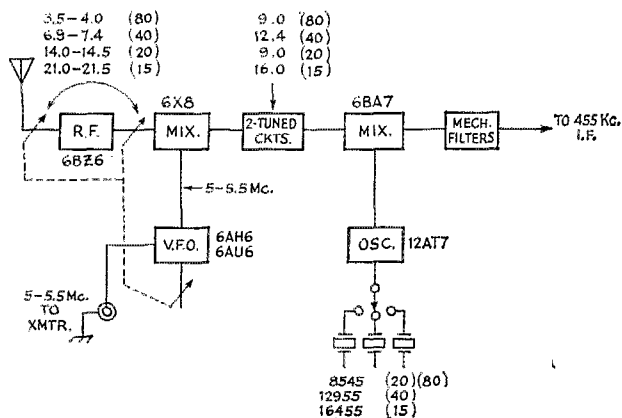 3.5-4.0 (80)
6.9-7.4 (40)
14.0-14.5 (20)
21.0-21.5 (15)
9.0 (80)
12.4 (40)
9.0 (20)
16.0 (15)
R.F.
6BZ6
6X8
MIX.
2-TUNED
CKTS.
6BA7
MIX.
MECH.
FILTERS
TO 455 Kc.
I.F.
5-5.5 Mc.
V.F.O.
6AH6
6AU6
OSC.
12AT7
5-5.5 Mc.
TO
XMTR.
8545 (20)(80)
12955 (40)
16455 (15)